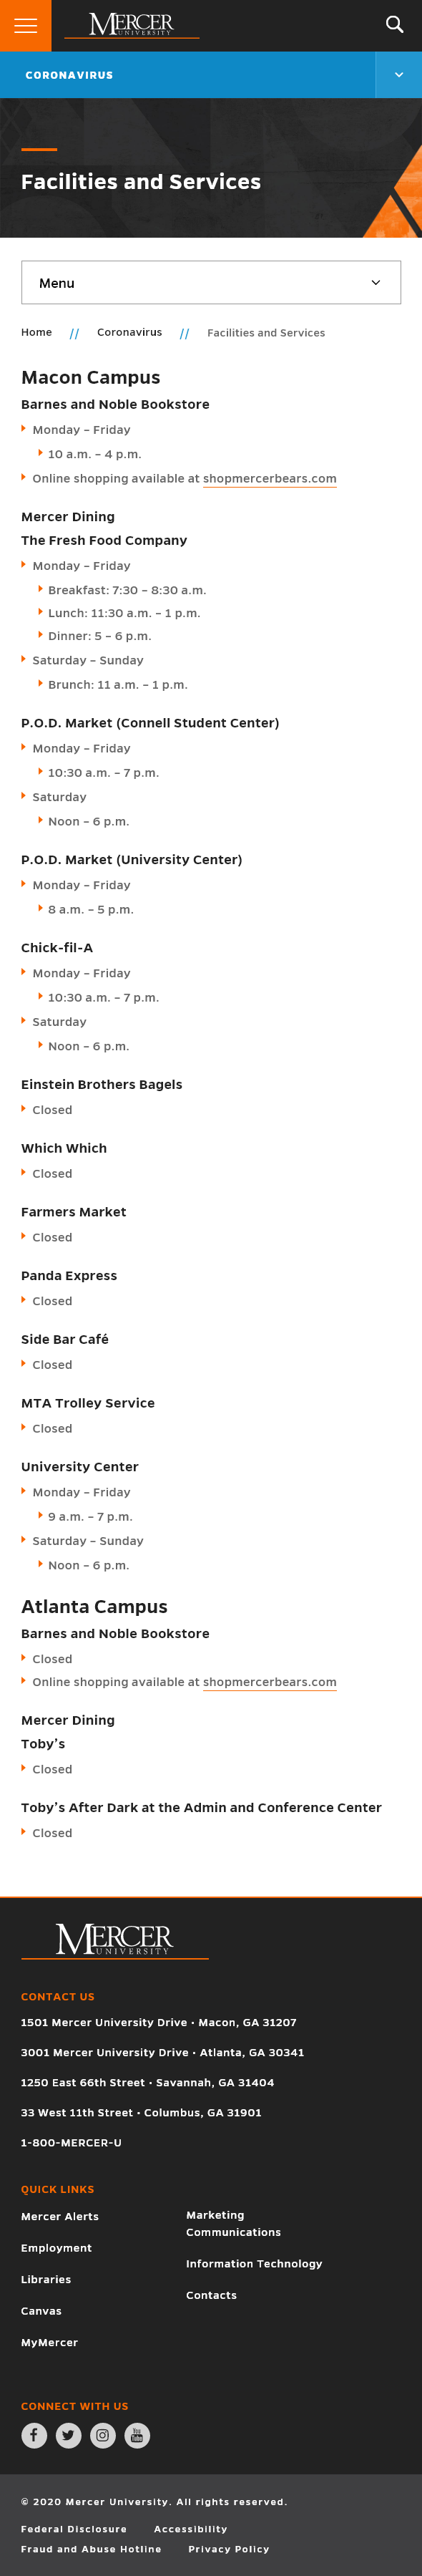 MERCER
UNIVERSITY
CORONAVIRUS
Facilities and Services
Menu
Home // Coronavirus // Facilities and Services
Macon Campus
Barnes and Noble Bookstore
Monday – Friday
10 a.m. – 4 p.m.
Online shopping available at shopmercerbears.com
Mercer Dining
The Fresh Food Company
Monday – Friday
Breakfast: 7:30 – 8:30 a.m.
Lunch: 11:30 a.m. – 1 p.m.
Dinner: 5 – 6 p.m.
Saturday – Sunday
Brunch: 11 a.m. – 1 p.m.
P.O.D. Market (Connell Student Center)
Monday – Friday
10:30 a.m. – 7 p.m.
Saturday
Noon – 6 p.m.
P.O.D. Market (University Center)
Monday – Friday
8 a.m. – 5 p.m.
Chick-fil-A
Monday – Friday
10:30 a.m. – 7 p.m.
Saturday
Noon – 6 p.m.
Einstein Brothers Bagels
Closed
Which Which
Closed
Farmers Market
Closed
Panda Express
Closed
Side Bar Café
Closed
MTA Trolley Service
Closed
University Center
Monday – Friday
9 a.m. – 7 p.m.
Saturday – Sunday
Noon – 6 p.m.
Atlanta Campus
Barnes and Noble Bookstore
Closed
Online shopping available at shopmercerbears.com
Mercer Dining
Toby's
Closed
Toby's After Dark at the Admin and Conference Center
Closed
MERCER
UNIVERSITY
CONTACT US
1501 Mercer University Drive • Macon, GA 31207
3001 Mercer University Drive • Atlanta, GA 30341
1250 East 66th Street • Savannah, GA 31404
33 West 11th Street • Columbus, GA 31901
1-800-MERCER-U
QUICK LINKS
Mercer Alerts
Employment
Libraries
Canvas
MyMercer
Marketing
Communications
Information Technology
Contacts
CONNECT WITH US
You
Tube
© 2020 Mercer University. All rights reserved.
Federal Disclosure Accessibility
Fraud and Abuse Hotline Privacy Policy